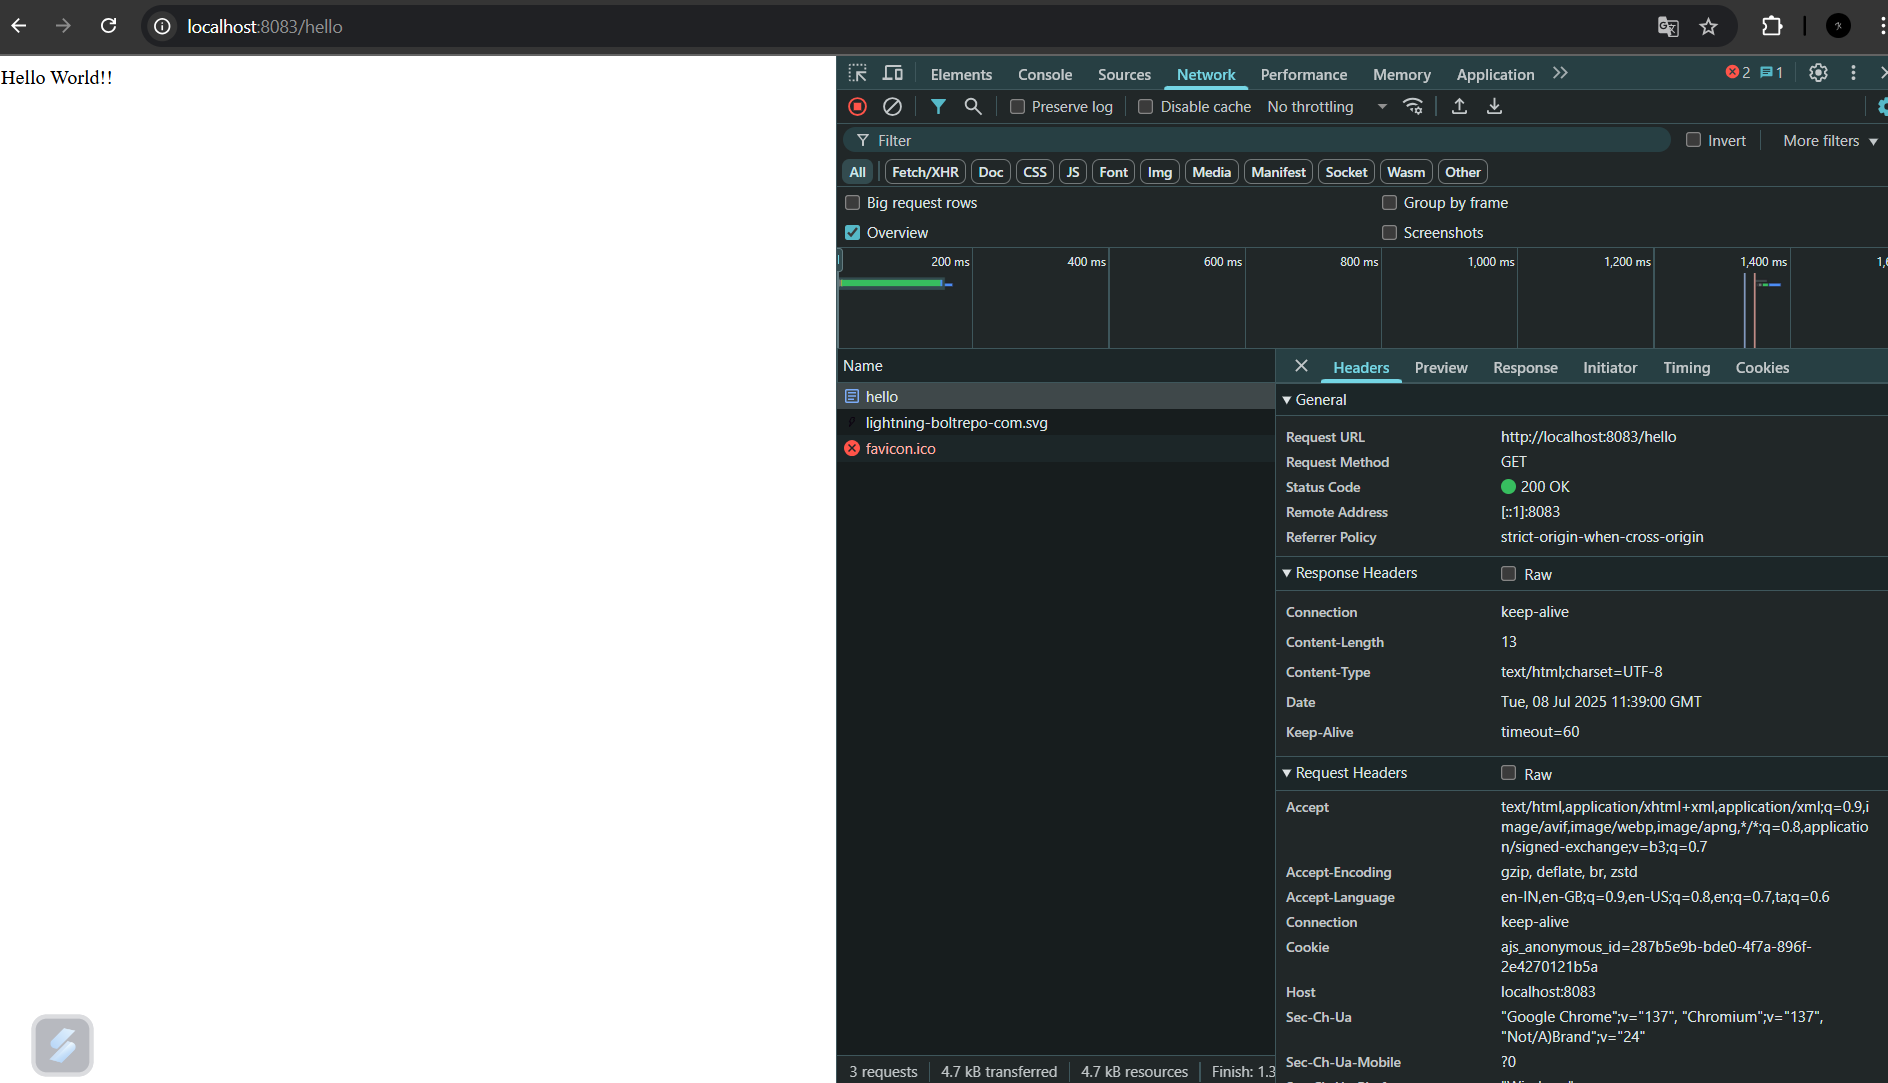 localhost:8083/hello
Hello World!!
Elements Console Sources Network Performance Memory Application 2 1
Preserve log Disable cache No throttling
Filter Invert More filters
All Fetch/XHR Doc CSS JS Font Img Media Manifest Socket Wasm Other
Big request rows Group by frame
Overview Screenshots
200 ms 400 ms 600 ms 800 ms 1,000 ms 1,200 ms 1,400 ms
Name
hello
lightning-boltrepo-com.svg
favicon.ico
3 requests 4.7 kB transferred 4.7 kB resources Finish: 1.3
Headers Preview Response Initiator Timing Cookies
General
Request URL http://localhost:8083/hello
Request Method GET
Status Code 200 OK
Remote Address [::1]:8083
Referrer Policy strict-origin-when-cross-origin
Response Headers Raw
Connection keep-alive
Content-Length 13
Content-Type text/html;charset=UTF-8
Date Tue, 08 Jul 2025 11:39:00 GMT
Keep-Alive timeout=60
Request Headers Raw
Accept text/html,application/xhtml+xml,application/xml;q=0.9,i
mage/avif,image/webp,image/apng,*/*;q=0.8,applicatio
n/signed-exchange;v=b3;q=0.7
Accept-Encoding gzip, deflate, br, zstd
Accept-Language en-IN,en-GB;q=0.9,en-US;q=0.8,en;q=0.7,ta;q=0.6
Connection keep-alive
Cookie ajs_anonymous_id=287b5e9b-bde0-4f7a-896f-
2e4270121b5a
Host localhost:8083
Sec-Ch-Ua "Google Chrome";v="137", "Chromium";v="137",
"Not/A)Brand";v="24"
Sec-Ch-Ua-Mobile ?0